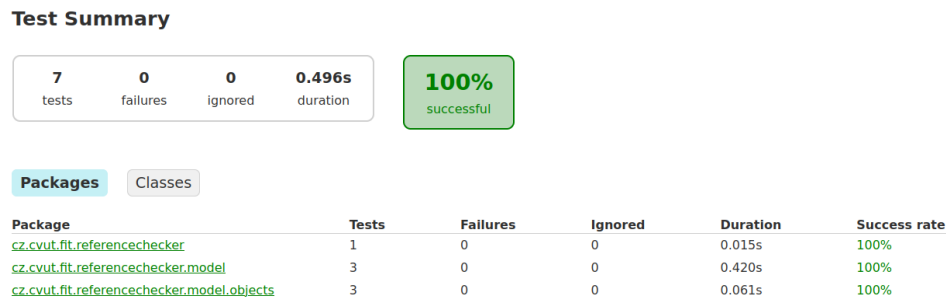 Test Summary
7 0 0 0.496s
tests failures ignored duration
100%
successful
Packages Classes
Package Tests Failures Ignored Duration Success rate
cz.cvut.fit.referencechecker 1 0 0 0.015s 100%
cz.cvut.fit.referencechecker.model 3 0 0 0.420s 100%
cz.cvut.fit.referencechecker.model.objects 3 0 0 0.061s 100%